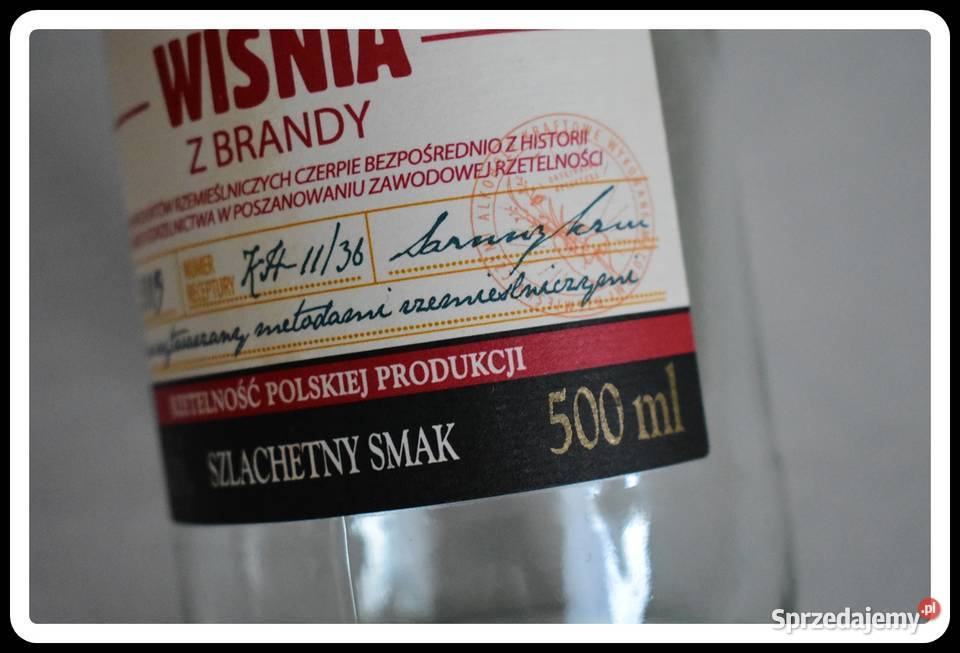 WIŚNIA
Z BRANDY
RZEMIEŚLNICZYCH CZERPIE BEZPOŚREDNIO Z HISTORII
W POSZANOWANIU ZAWODOWEJ RZETELNOŚCI
NUMER
RECEPTURY
KH 11/36
metodami rzemieślniczymi
RZETELNOŚĆ POLSKIEJ PRODUKCJI
SZLACHETNY SMAK
500 ml
Sprzedajemy.pl